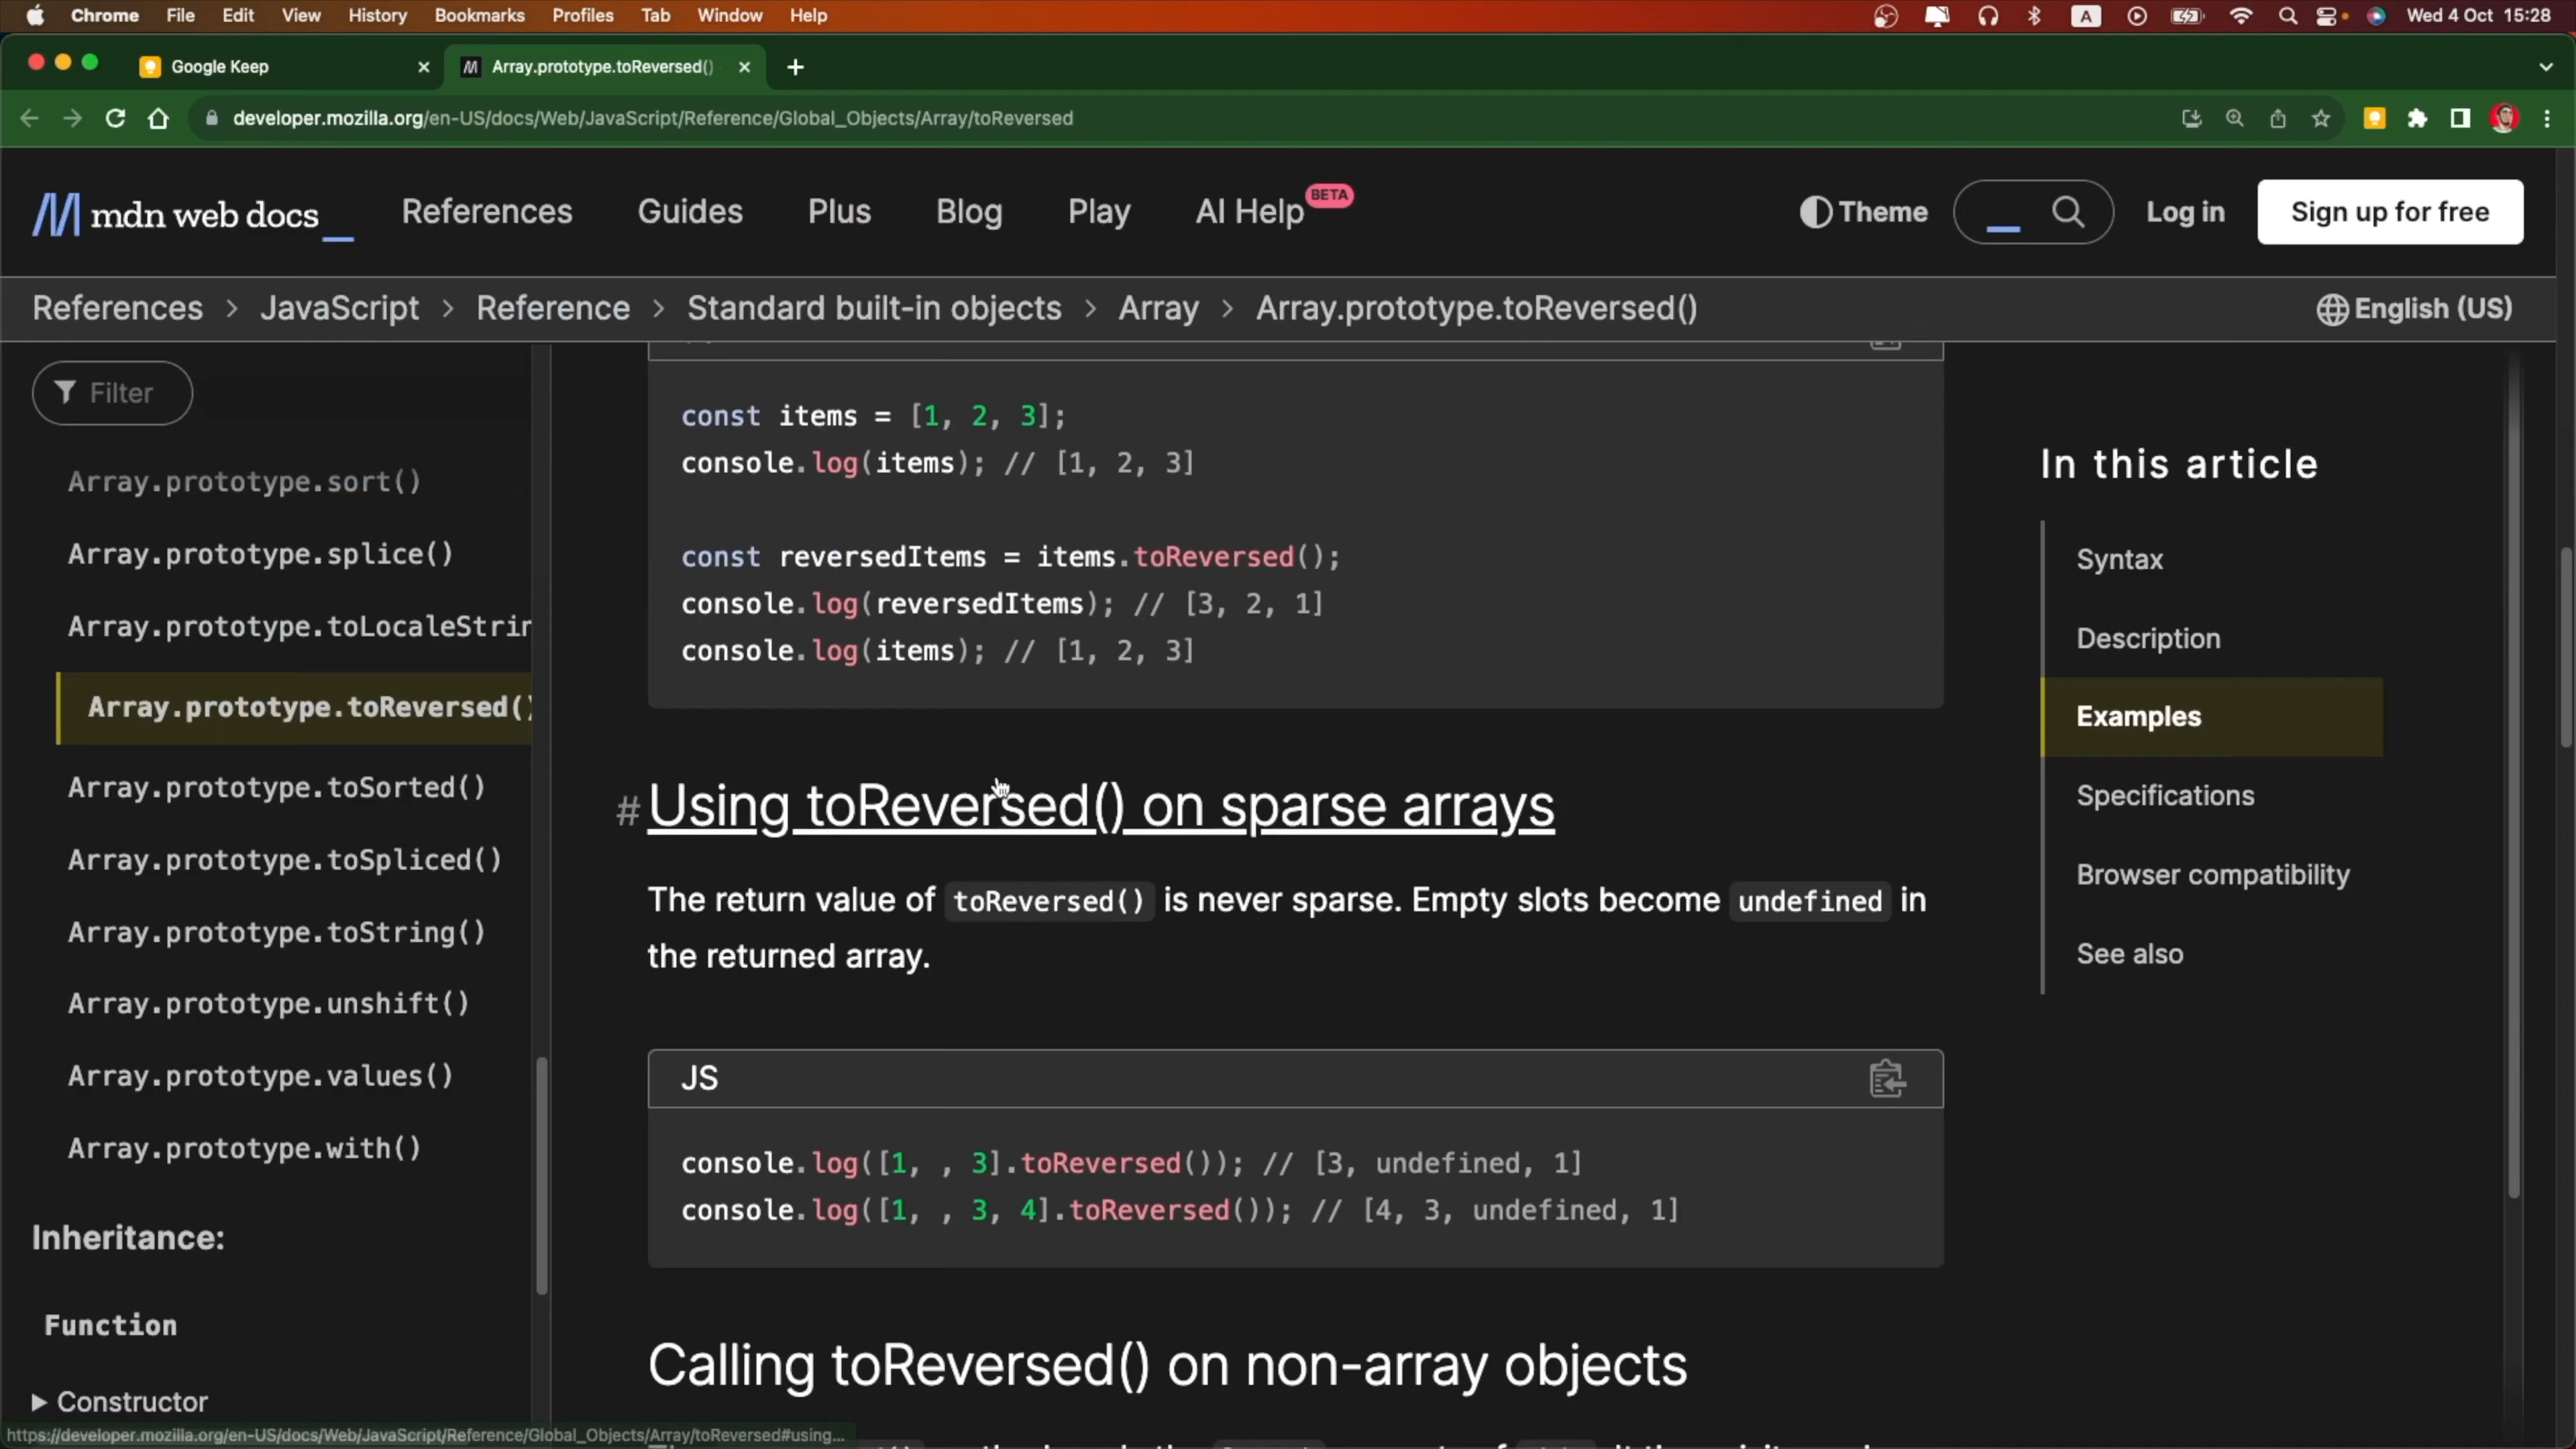 Chrome File Edit View History Bookmarks Profiles Tab Window Help A Wed 4 Oct 15:28
Google Keep Array.prototype.toReversed()
developer.mozilla.org/en-US/docs/Web/JavaScript/Reference/Global_Objects/Array/toReversed
mdn web docs_ References Guides Plus Blog Play AI Help BETA Theme Log in Sign up for free
References > JavaScript > Reference > Standard built-in objects > Array > Array.prototype.toReversed() English (US)
Filter
Array.prototype.sort()
Array.prototype.splice()
Array.prototype.toLocaleStrin
Array.prototype.toReversed()
Array.prototype.toSorted()
Array.prototype.toSpliced()
Array.prototype.toString()
Array.prototype.unshift()
Array.prototype.values()
Array.prototype.with()
Inheritance:
Function
Constructor
const items = [1, 2, 3];
console.log(items); // [1, 2, 3]
const reversedItems = items.toReversed();
console.log(reversedItems); // [3, 2, 1]
console.log(items); // [1, 2, 3]
# Using toReversed() on sparse arrays
The return value of toReversed() is never sparse. Empty slots become undefined in
the returned array.
JS
console.log([1, , 3].toReversed()); // [3, undefined, 1]
console.log([1, , 3, 4].toReversed()); // [4, 3, undefined, 1]
Calling toReversed() on non-array objects
In this article
Syntax
Description
Examples
Specifications
Browser compatibility
See also
https://developer.mozilla.org/en-US/docs/Web/JavaScript/Reference/Global_Objects/Array/toReversed#using...